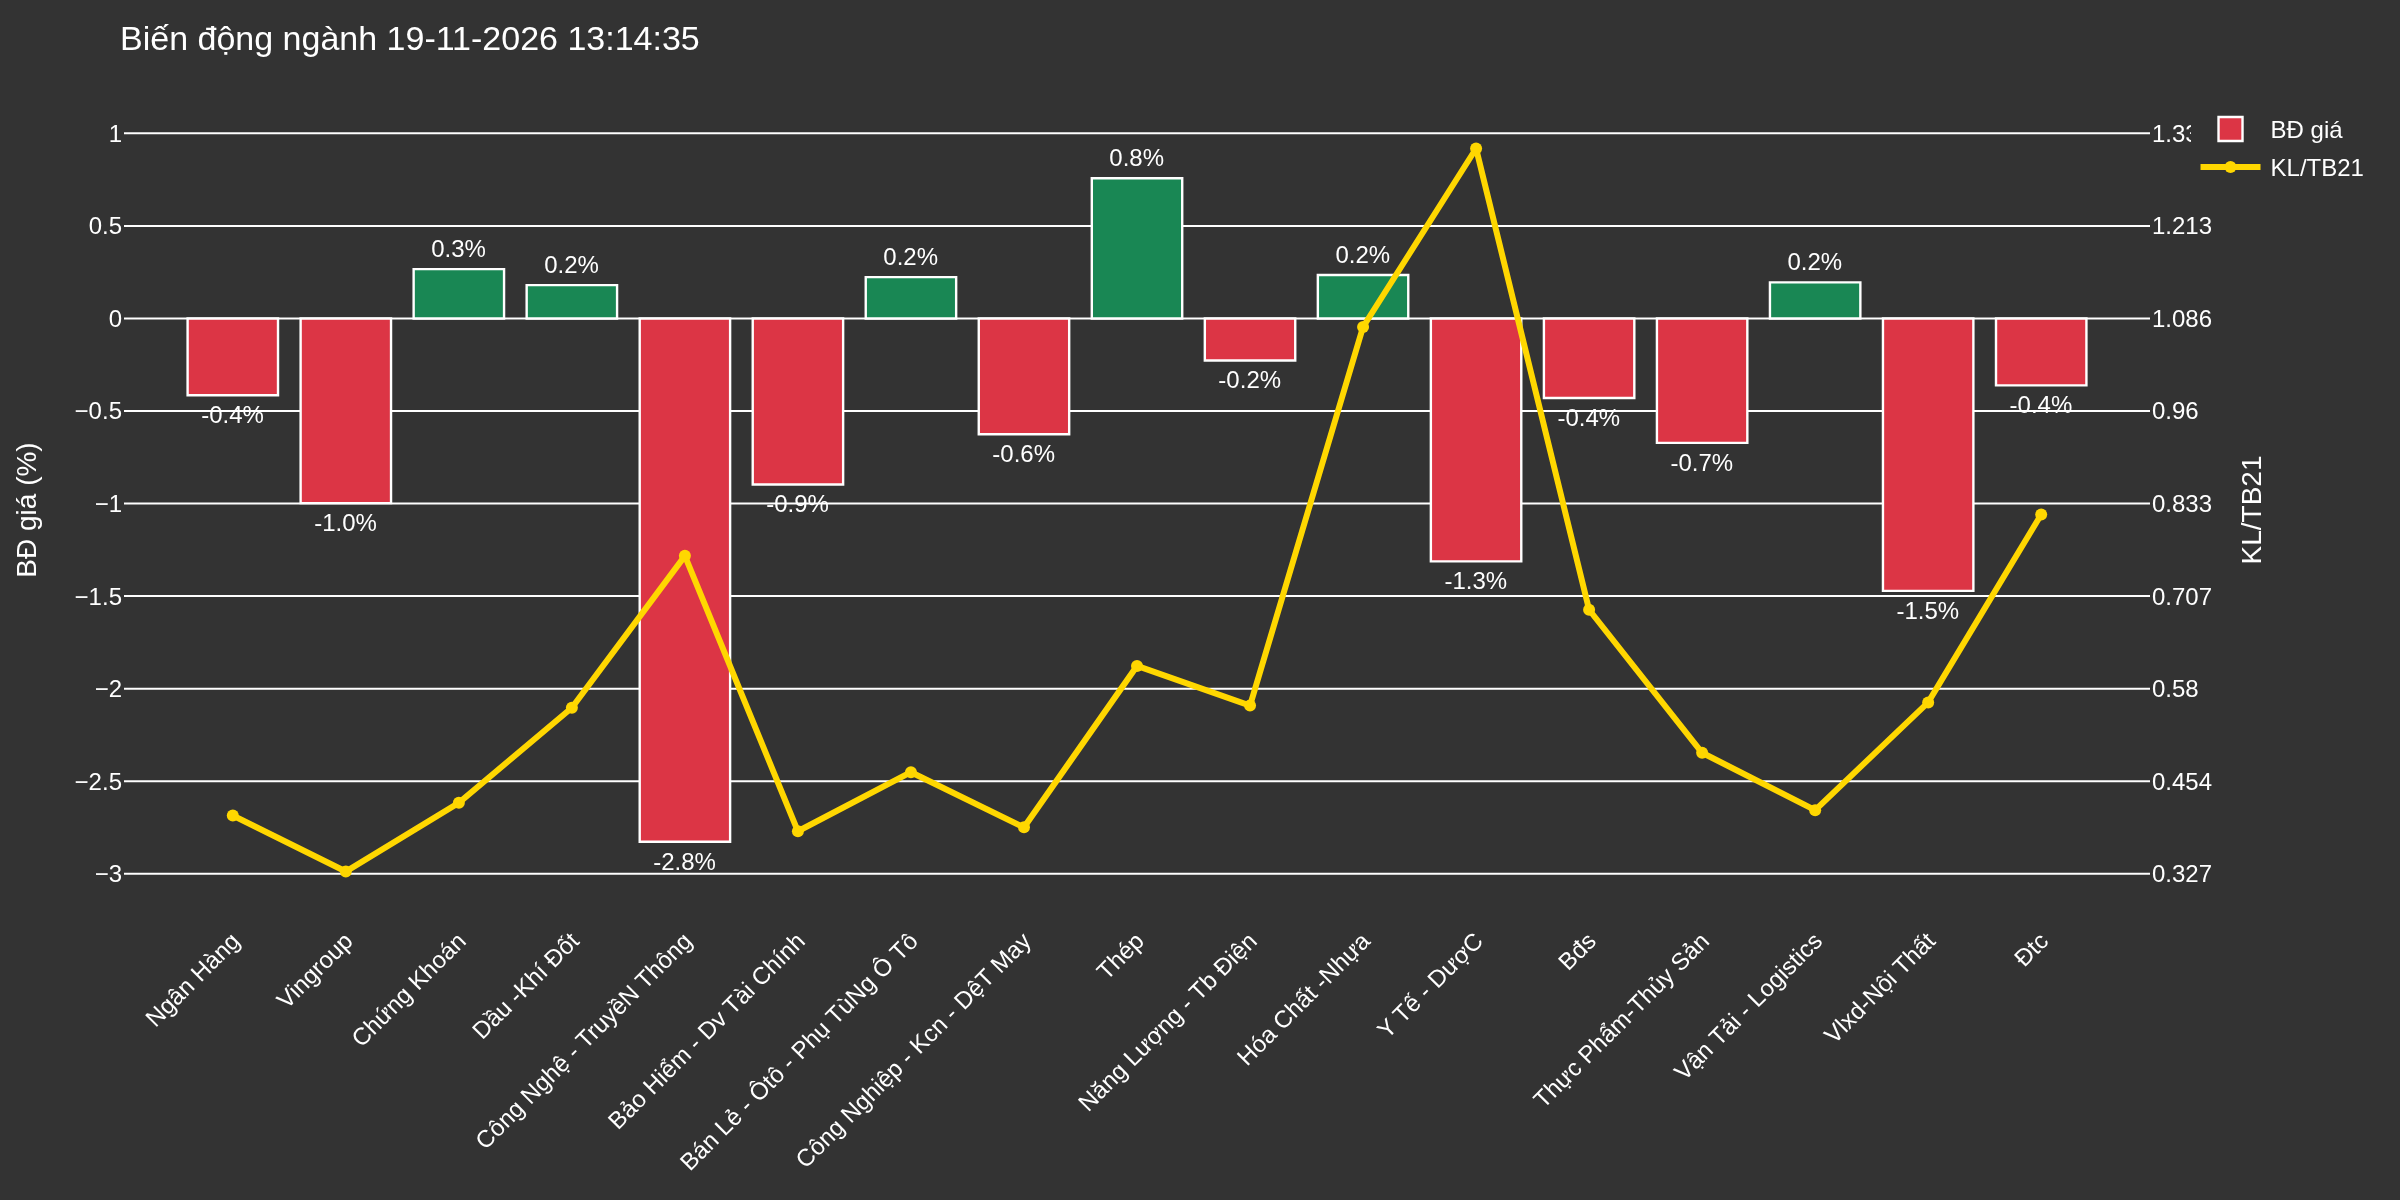 Biến động ngành 19-11-2026 13:14:35
BĐ giá
KL/TB21
1
0.5
0
−0.5
−1
−1.5
−2
−2.5
−3
BĐ giá (%)
-0.4%
-1.0%
0.3%
0.2%
-2.8%
-0.9%
0.2%
-0.6%
0.8%
-0.2%
0.2%
-1.3%
-0.4%
-0.7%
0.2%
-1.5%
-0.4%
1.213
1.086
0.96
0.833
0.707
0.58
0.454
0.327
KL/TB21
Ngân Hàng
Vingroup
Chứng Khoán
Dầu -Khí Đốt
Công Nghệ - TruyềN Thông
Bảo Hiểm - Dv Tài Chính
Bán Lẻ - Ôtô - Phụ TùNg Ô Tô
Công Nghiệp - Kcn - DệT May
Thép
Năng Lượng - Tb Điện
Hóa Chất -Nhựa
Y Tế - DượC
Bđs
Thực Phẩm-Thủy Sản
Vận Tải - Logistics
Vlxd-Nội Thất
Đtc